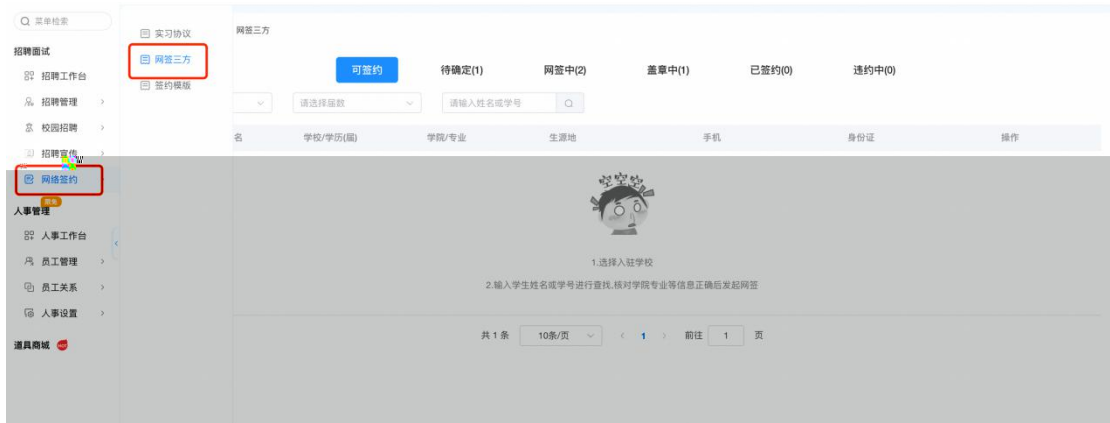 菜单检索
招聘面试
招聘工作台
招聘管理
校园招聘
招聘宣传
网络签约
限免
人事管理
人事工作台
员工管理
员工关系
人事设置
道具商城 HOT
实习协议
网签三方
签约模版
网签三方
可签约 待确定(1) 网签中(2) 盖章中(1) 已签约(0) 违约中(0)
请选择届数 请输入姓名或学号
名 学校/学历(届) 学院/专业 生源地 手机 身份证 操作
空空空
1.选择入驻学校
2.输入学生姓名或学号进行查找,核对学院专业等信息正确后发起网签
共 1 条 10条/页 1 前往 1 页